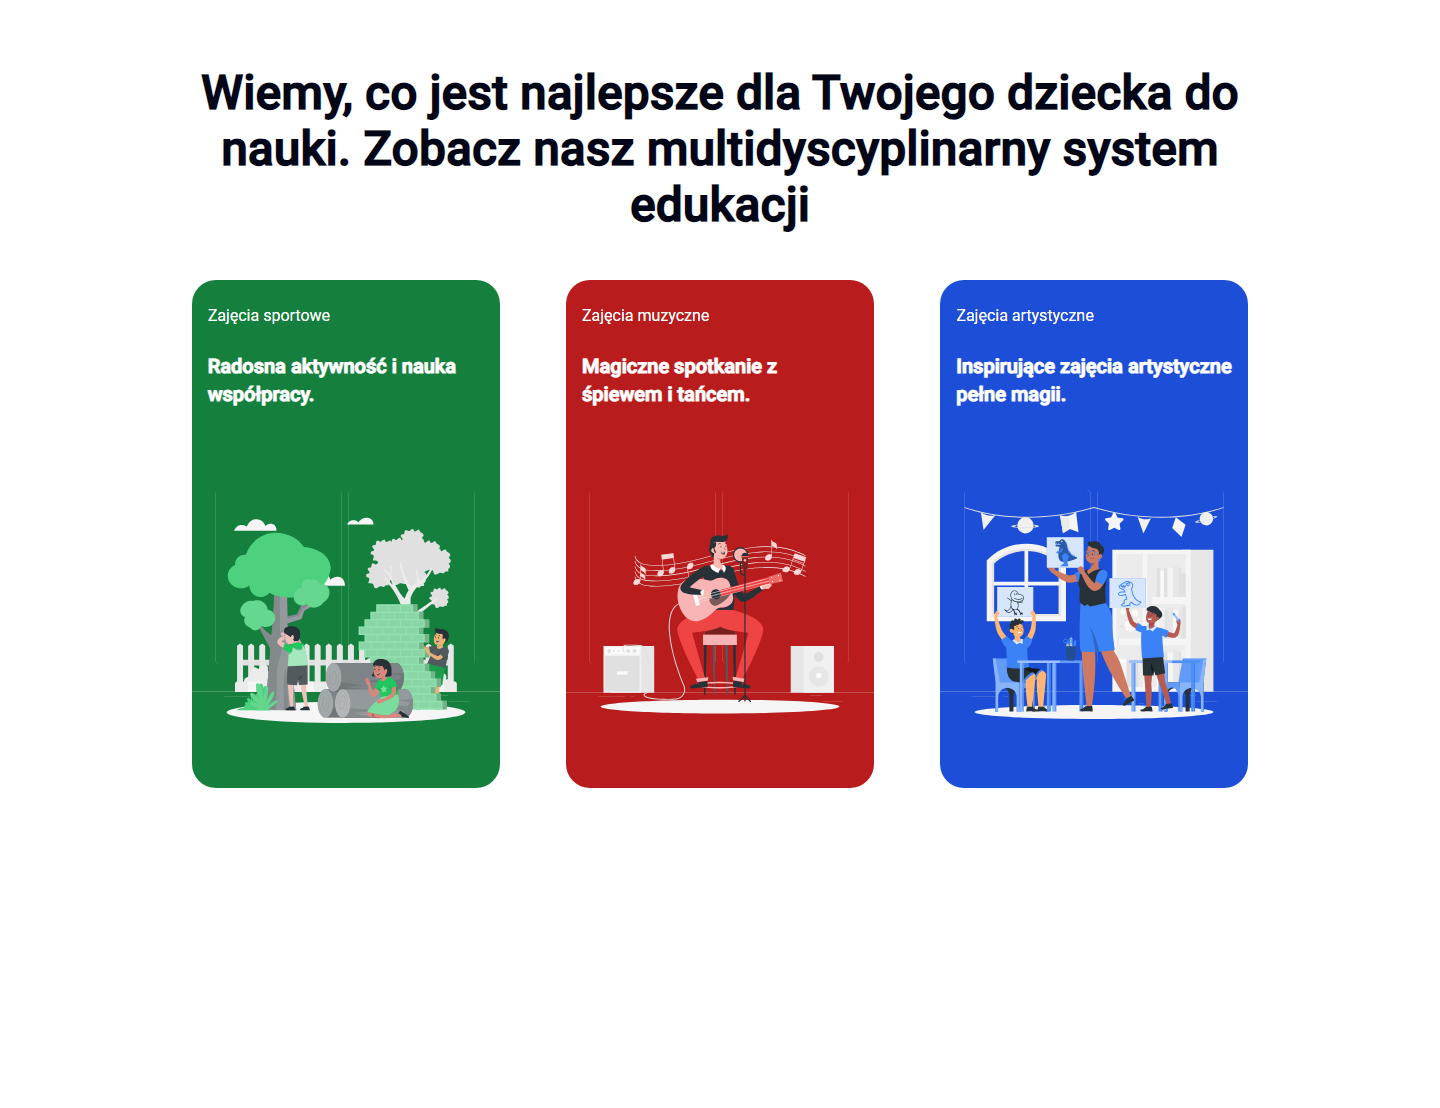 Wiemy, co jest najlepsze dla Twojego dziecka do
nauki. Zobacz nasz multidyscyplinarny system
edukacji
Zajęcia sportowe
Radosna aktywność i nauka
współpracy.
Zajęcia muzyczne
Magiczne spotkanie z
śpiewem i tańcem.
Zajęcia artystyczne
Inspirujące zajęcia artystyczne
pełne magii.